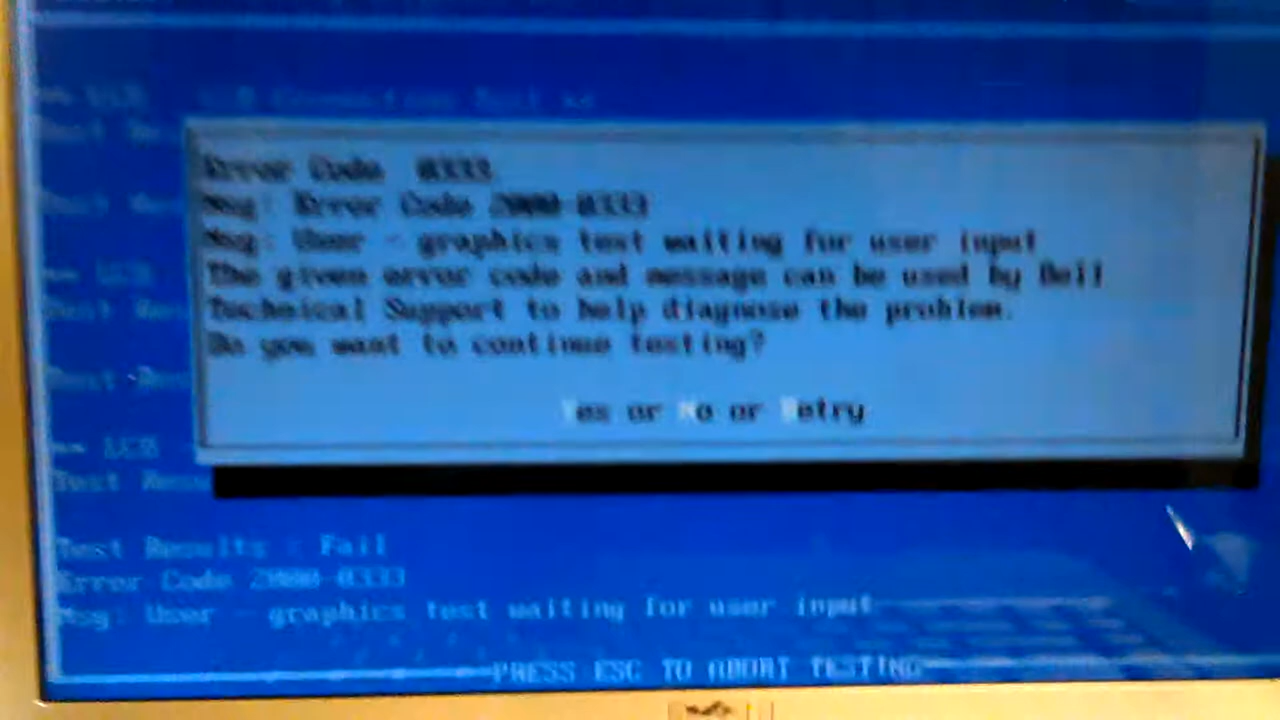 Error Code 0333
Msg: Error Code 2000-0333
Msg: User - graphics test waiting for user input
The given error code and message can be used by Dell
Technical Support to help diagnose the problem.
Do you want to continue testing?
Yes or No or Retry
Test Results : Fail
Error Code 2000-0333
Msg: User - graphics test waiting for user input
PRESS ESC TO ABORT TESTING